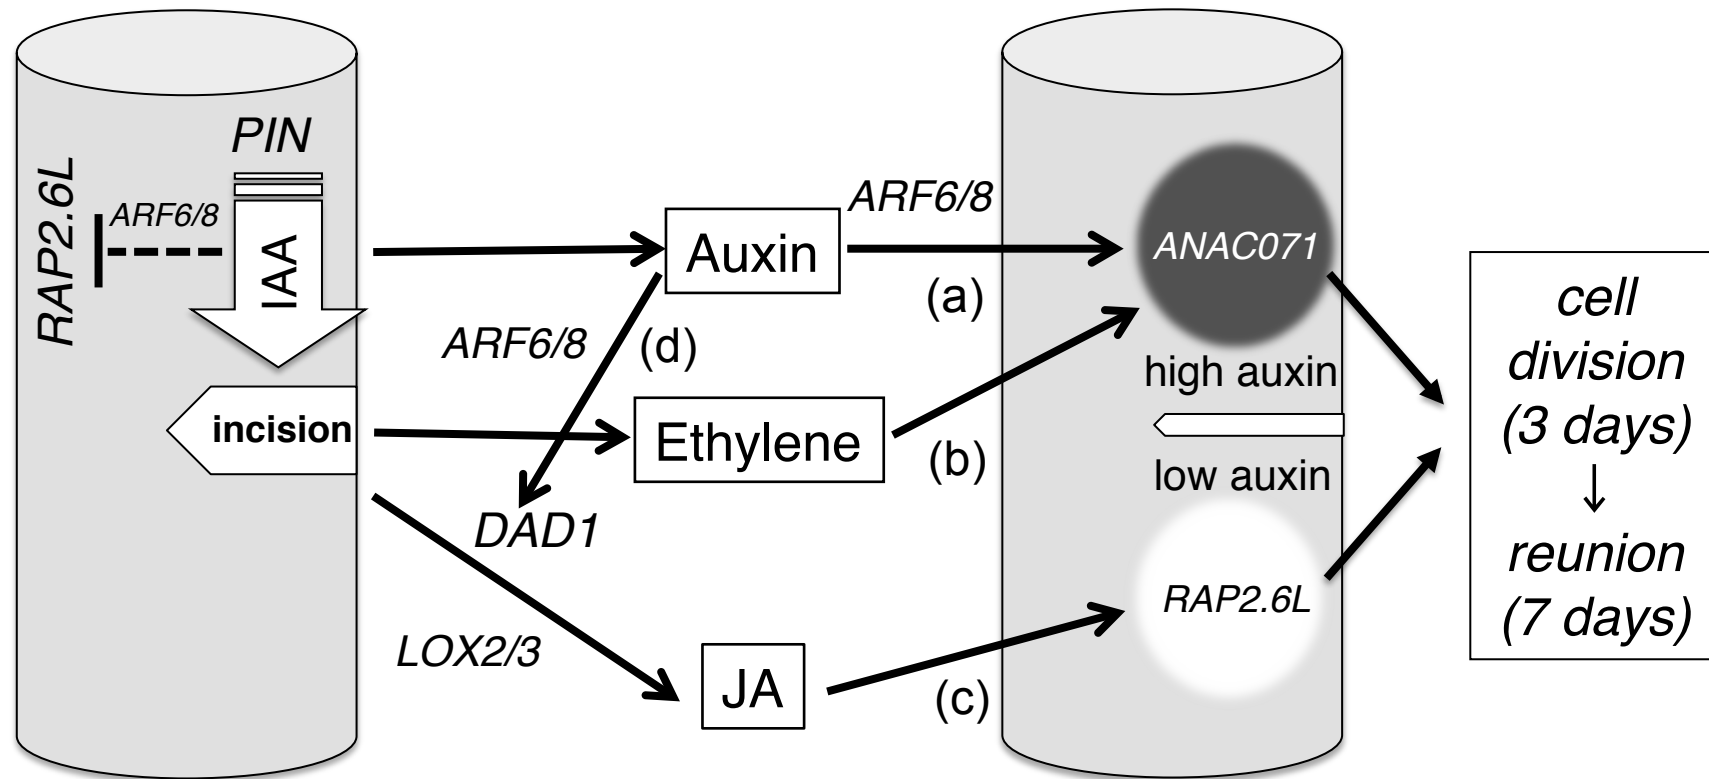 PIN
RAP2.6L
ARF6/8
IAA
incision
Auxin
ARF6/8
(a)
ARF6/8
(d)
Ethylene
(b)
DAD1
LOX2/3
JA
(c)
ANAC071
high auxin
low auxin
RAP2.6L
cell
division
(3 days)
↓
reunion
(7 days)